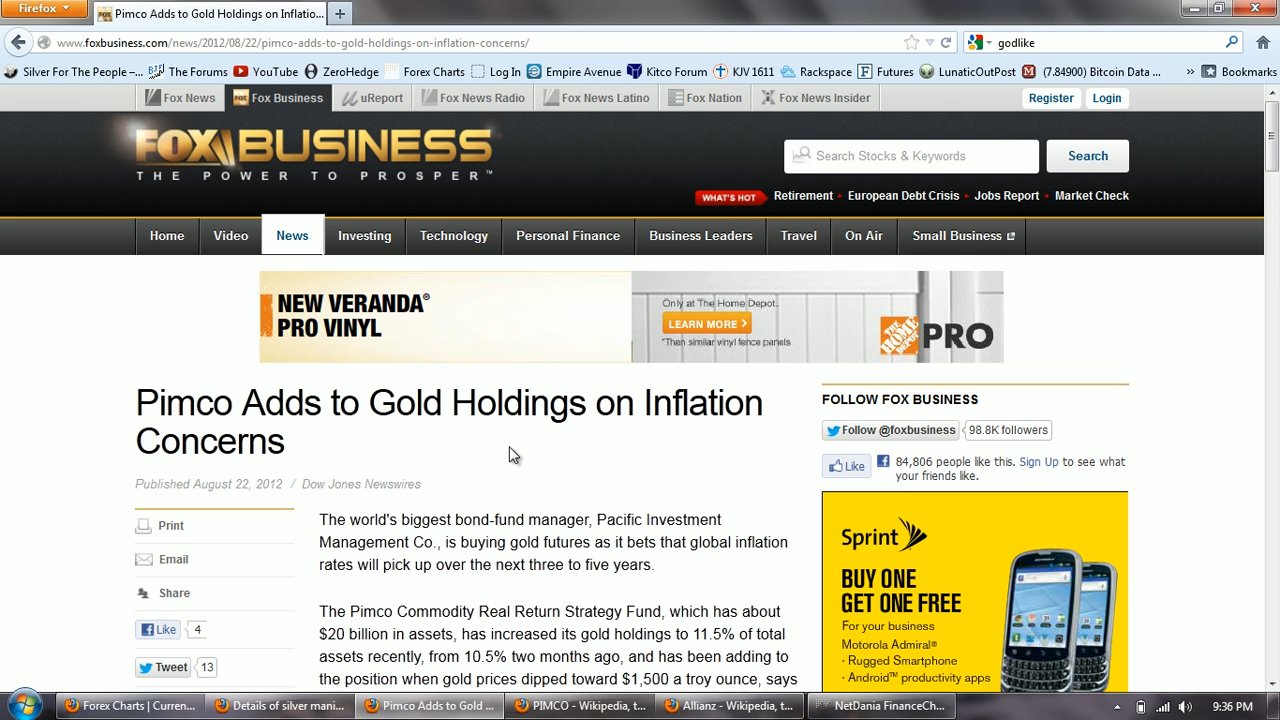 Firefox
Pimco Adds to Gold Holdings on Inflatio...
www.foxbusiness.com/news/2012/08/22/pimco-adds-to-gold-holdings-on-inflation-concerns/
godlike
Silver For The People –...
The Forums
YouTube
ZeroHedge
Forex Charts
Log In
Empire Avenue
Kitco Forum
KJV 1611
Rackspace
Futures
LunaticOutPost
(7.84900) Bitcoin Data ...
»
Bookmarks
Fox News
Fox Business
uReport
Fox News Radio
Fox News Latino
Fox Nation
Fox News Insider
Register
Login
FOX BUSINESS
THE POWER TO PROSPER™
Search Stocks & Keywords
Search
WHAT'S HOT
Retirement · European Debt Crisis · Jobs Report · Market Check
Home
Video
News
Investing
Technology
Personal Finance
Business Leaders
Travel
On Air
Small Business
NEW VERANDA®
PRO VINYL
Only at The Home Depot.
LEARN MORE >
*Than similar vinyl fence panels
THE HOME DEPOT
PRO
Pimco Adds to Gold Holdings on Inflation
Concerns
Published August 22, 2012 / Dow Jones Newswires
Print
Email
Share
Like 4
Tweet 13
The world's biggest bond-fund manager, Pacific Investment
Management Co., is buying gold futures as it bets that global inflation
rates will pick up over the next three to five years.
The Pimco Commodity Real Return Strategy Fund, which has about
$20 billion in assets, has increased its gold holdings to 11.5% of total
assets recently, from 10.5% two months ago, and has been adding to
the position when gold prices dipped toward $1,500 a troy ounce, says
FOLLOW FOX BUSINESS
Follow @foxbusiness
98.8K followers
Like
84,806 people like this. Sign Up to see what
your friends like.
Sprint
BUY ONE
GET ONE FREE
For your business
Motorola Admiral®
· Rugged Smartphone
· Android™ productivity apps
Forex Charts | Curren...
Details of silver mani...
Pimco Adds to Gold ...
PIMCO - Wikipedia, t...
Allianz - Wikipedia, t...
NetDania FinanceCh...
9:36 PM